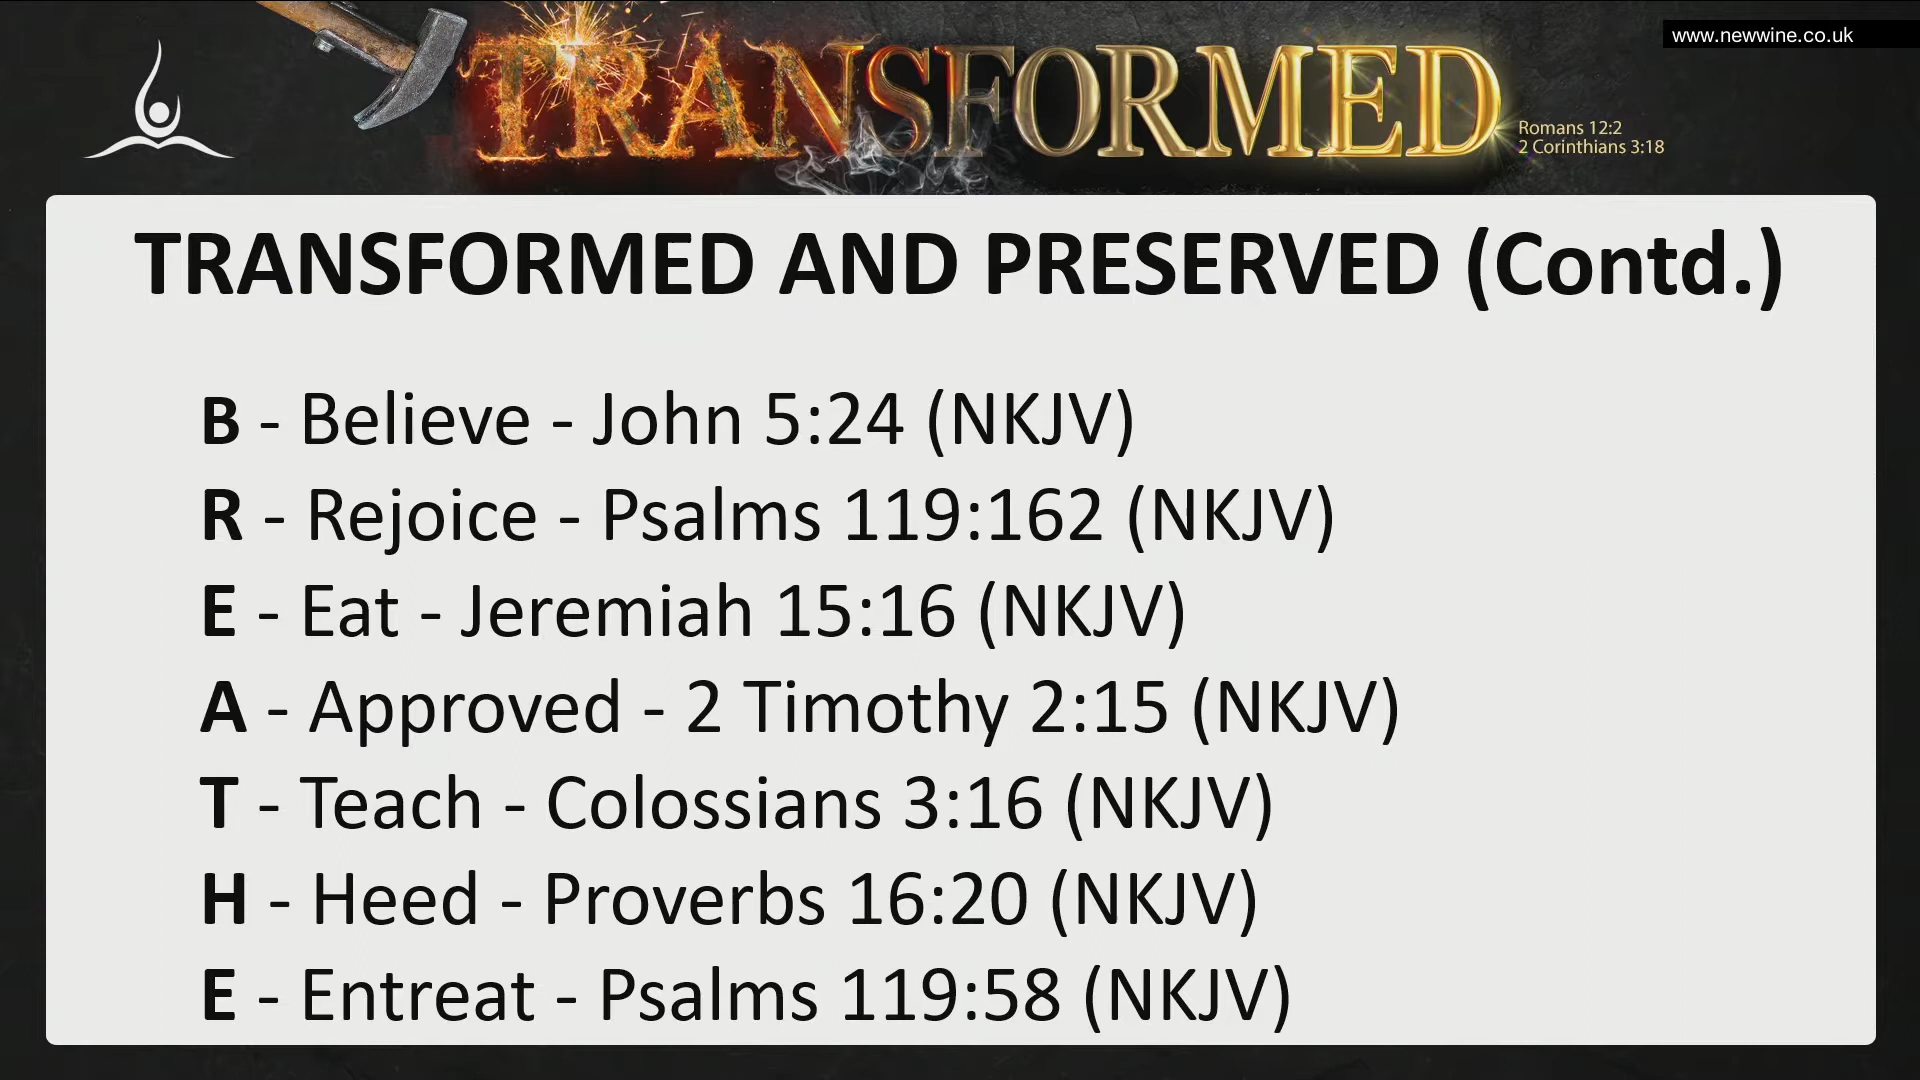 www.newwine.co.uk
TRANSFORMED
Romans 12:2
2 Corinthians 3:18
TRANSFORMED AND PRESERVED (Contd.)
B - Believe - John 5:24 (NKJV)
R - Rejoice - Psalms 119:162 (NKJV)
E - Eat - Jeremiah 15:16 (NKJV)
A - Approved - 2 Timothy 2:15 (NKJV)
T - Teach - Colossians 3:16 (NKJV)
H - Heed - Proverbs 16:20 (NKJV)
E - Entreat - Psalms 119:58 (NKJV)